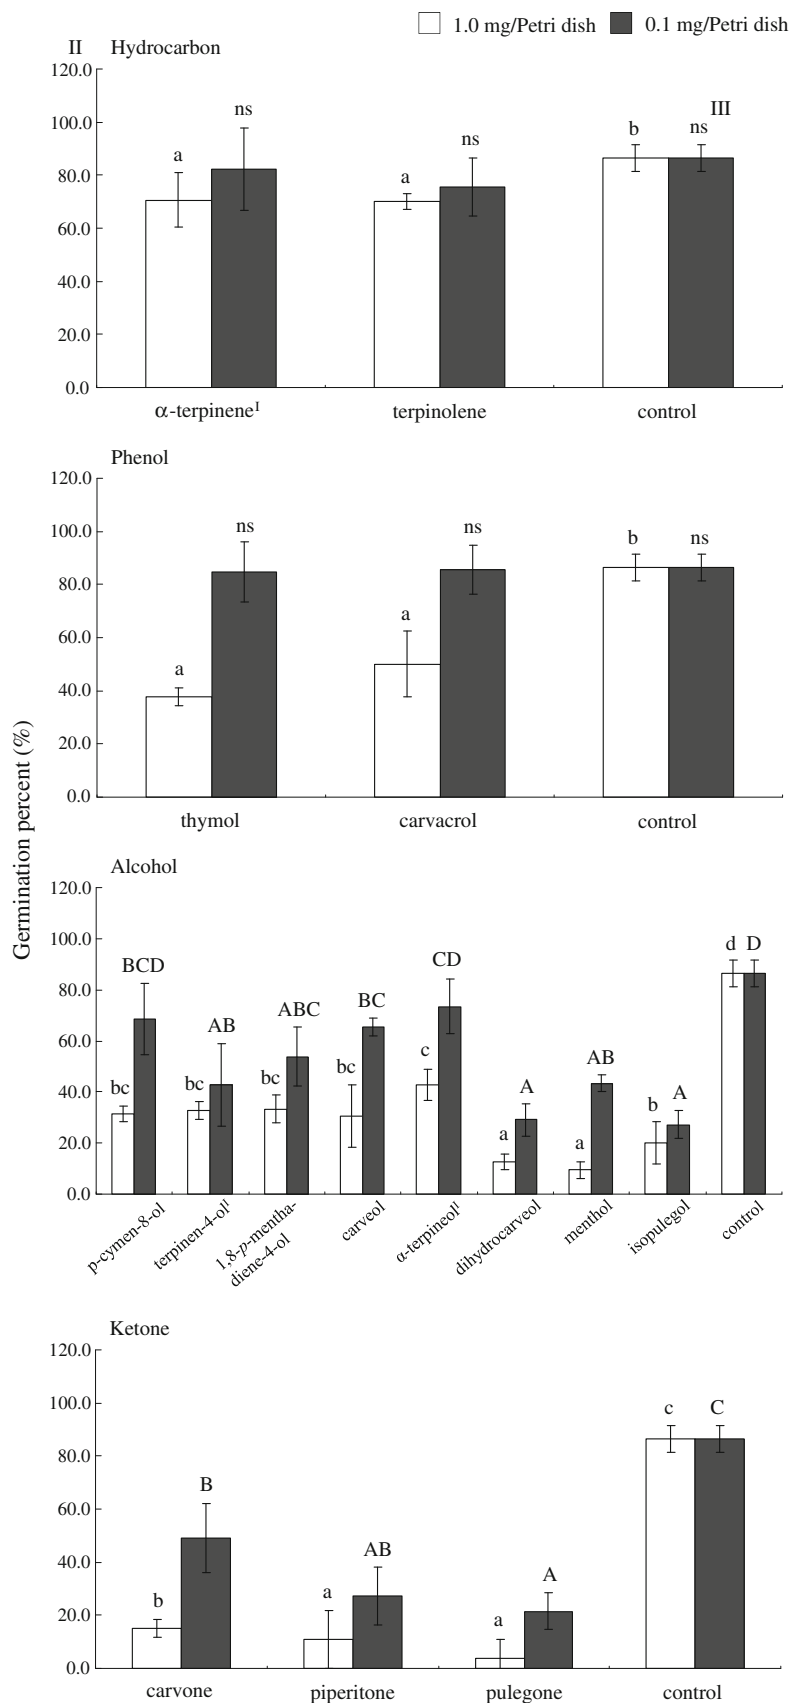 1.0 mg/Petri dish 0.1 mg/Petri dish
II Hydrocarbon
120.0
100.0
80.0
60.0
40.0
20.0
0.0
a ns a ns b ns III
α-terpineneᴵ terpinolene control
Phenol
120.0
100.0
80.0
60.0
40.0
20.0
0.0
a ns a ns b ns
thymol carvacrol control
Germination percent (%)
Alcohol
120.0
100.0
80.0
60.0
40.0
20.0
0.0
bc BCD bc AB bc ABC bc BC c CD a A a AB b A d D
p-cymen-8-ol
terpinen-4-olᴵ
1,8-p-mentha-
diene-4-ol
carveol
α-terpineolᴵ
dihydrocarveol
menthol
isopulegol
control
Ketone
120.0
100.0
80.0
60.0
40.0
20.0
0.0
b B a AB a A c C
carvone piperitone pulegone control